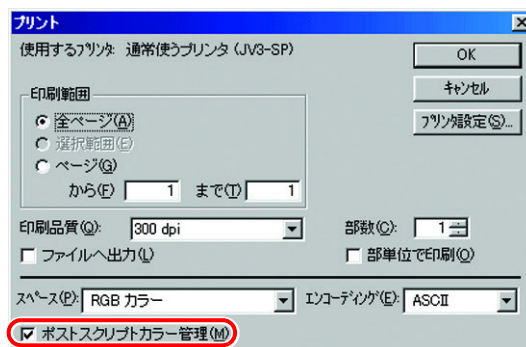 プリント
使用するプリンタ: 通常使うプリンタ (JV3-SP)
OK
キャンセル
プリンタ設定(S)...
印刷範囲
全ページ(A)
選択範囲(E)
ページ(G)
から(F) 1 まで(T) 1
印刷品質(Q): 300 dpi 部数(C): 1
ファイルへ出力(L) 部単位で印刷(O)
スペース(P): RGB カラー エンコーディング(E): ASCII
ポストスクリプトカラー管理(M)